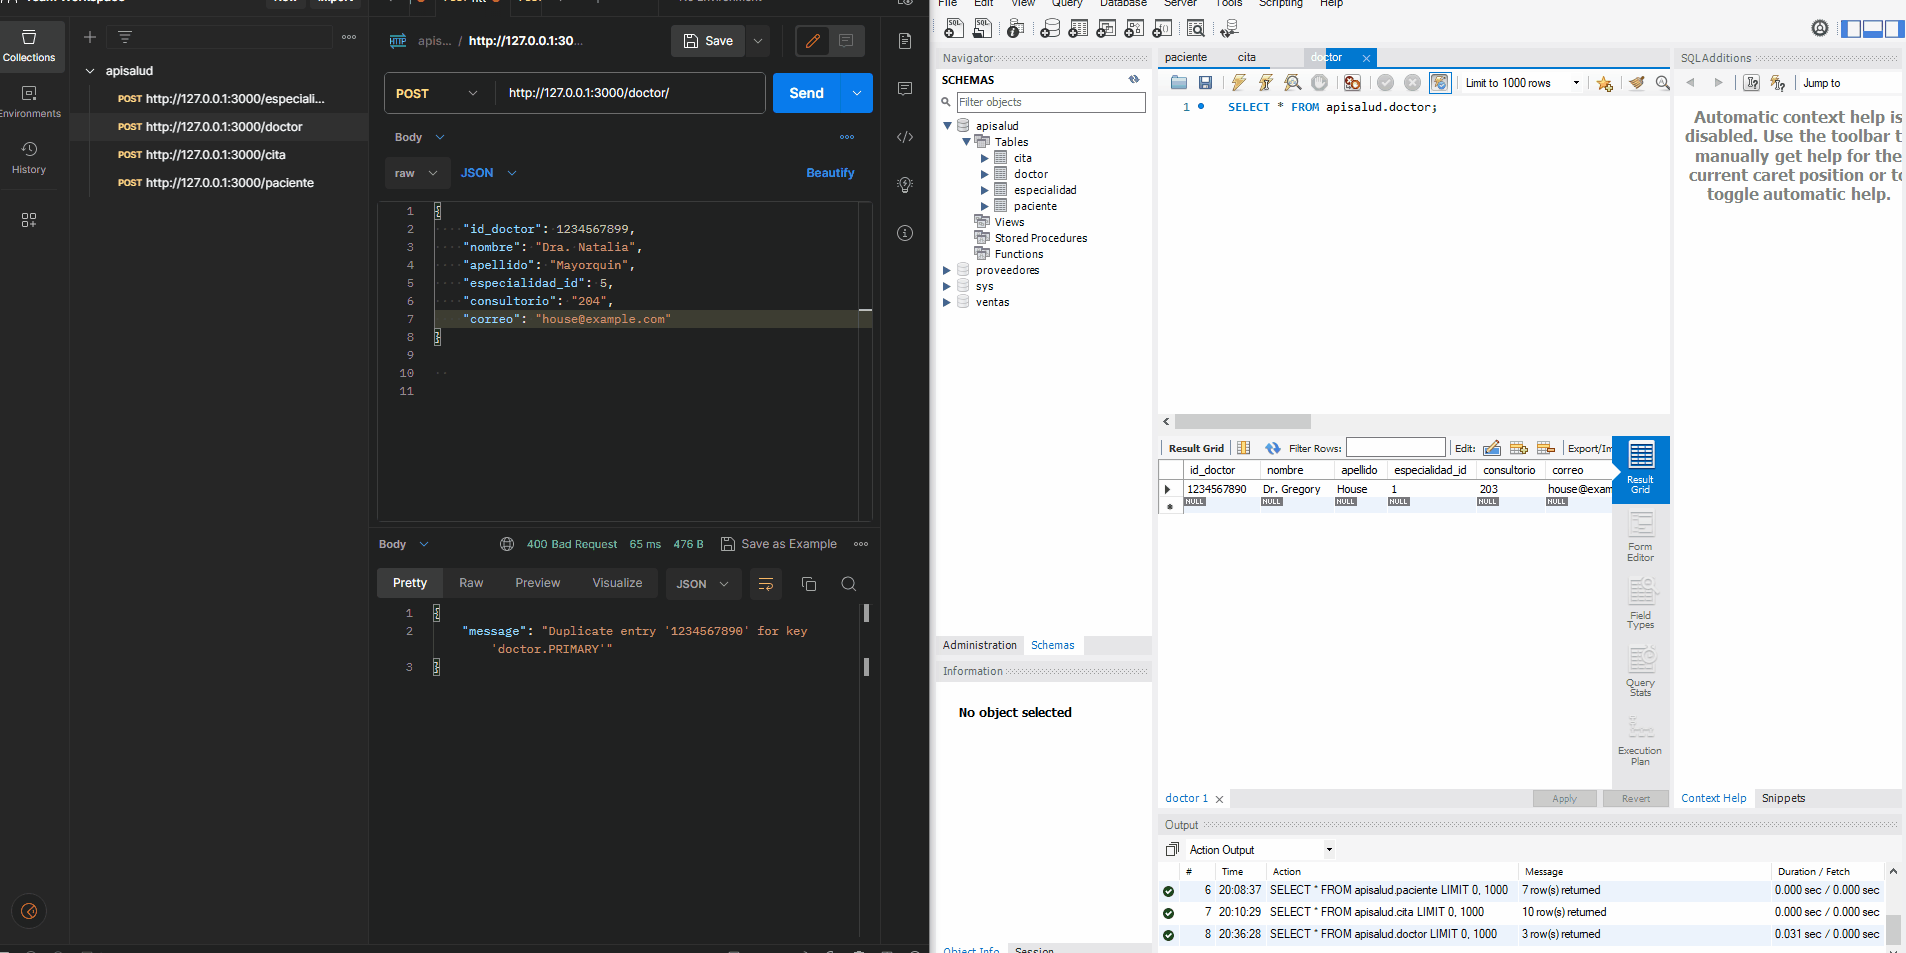 Collections
Environments
History
apisalud
POST http://127.0.0.1:3000/especiali...
POST http://127.0.0.1:3000/doctor
POST http://127.0.0.1:3000/cita
POST http://127.0.0.1:3000/paciente
HTTP apis... / http://127.0.0.1:30...
Save
POST
http://127.0.0.1:3000/doctor/
Send
Body
raw
JSON
Beautify
1 {
2 "id_doctor": 1234567899,
3 "nombre": "Dra. Natalia",
4 "apellido": "Mayorquin",
5 "especialidad_id": 5,
6 "consultorio": "204",
7 "correo": "house@example.com"
8 }
9
10
11
Body
400 Bad Request 65 ms 476 B Save as Example
Pretty Raw Preview Visualize JSON
1 {
2 "message": "Duplicate entry '1234567890' for key
'doctor.PRIMARY'"
3 }
File Edit View Query Database Server Tools Scripting Help
Navigator
SCHEMAS
Filter objects
apisalud
Tables
cita
doctor
especialidad
paciente
Views
Stored Procedures
Functions
proveedores
sys
ventas
Administration Schemas
Information
No object selected
Object Info Session
paciente cita doctor
Limit to 1000 rows
1 SELECT * FROM apisalud.doctor;
Result Grid Filter Rows: Edit: Export/Im
id_doctor nombre apellido especialidad_id consultorio correo
1234567890 Dr. Gregory House 1 203 house@exam
NULL NULL NULL NULL NULL NULL
Result
Grid
Form
Editor
Field
Types
Query
Stats
Execution
Plan
doctor 1
Apply Revert
SQLAdditions
Jump to
Automatic context help is
disabled. Use the toolbar t
manually get help for the
current caret position or to
toggle automatic help.
Context Help Snippets
Output
Action Output
# Time Action Message Duration / Fetch
6 20:08:37 SELECT * FROM apisalud.paciente LIMIT 0, 1000 7 row(s) returned 0.000 sec / 0.000 sec
7 20:10:29 SELECT * FROM apisalud.cita LIMIT 0, 1000 10 row(s) returned 0.000 sec / 0.000 sec
8 20:36:28 SELECT * FROM apisalud.doctor LIMIT 0, 1000 3 row(s) returned 0.031 sec / 0.000 sec